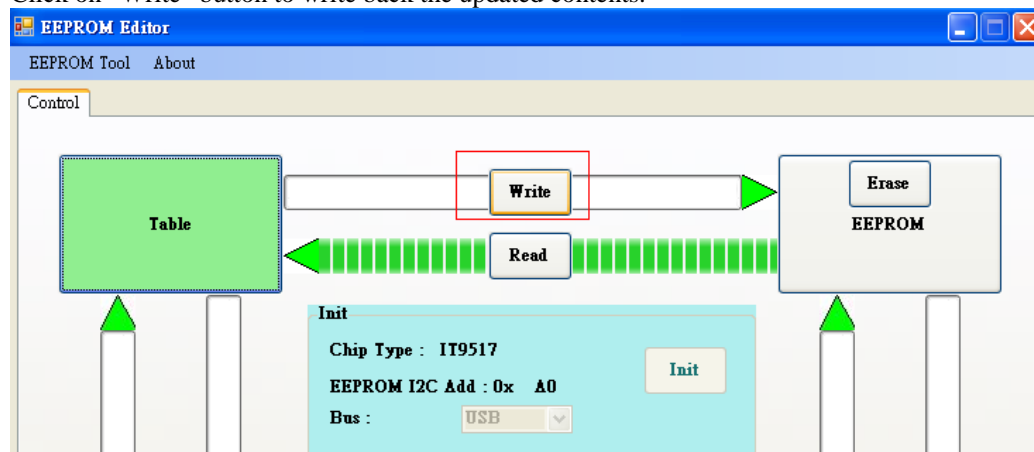 Click on "Write" button to write back the updated contents.
EEPROM Editor
EEPROM Tool About
Control
Table
Write
Read
Erase
EEPROM
Init
Chip Type : IT9517
EEPROM I2C Add : 0x A0
Init
Bus : USB